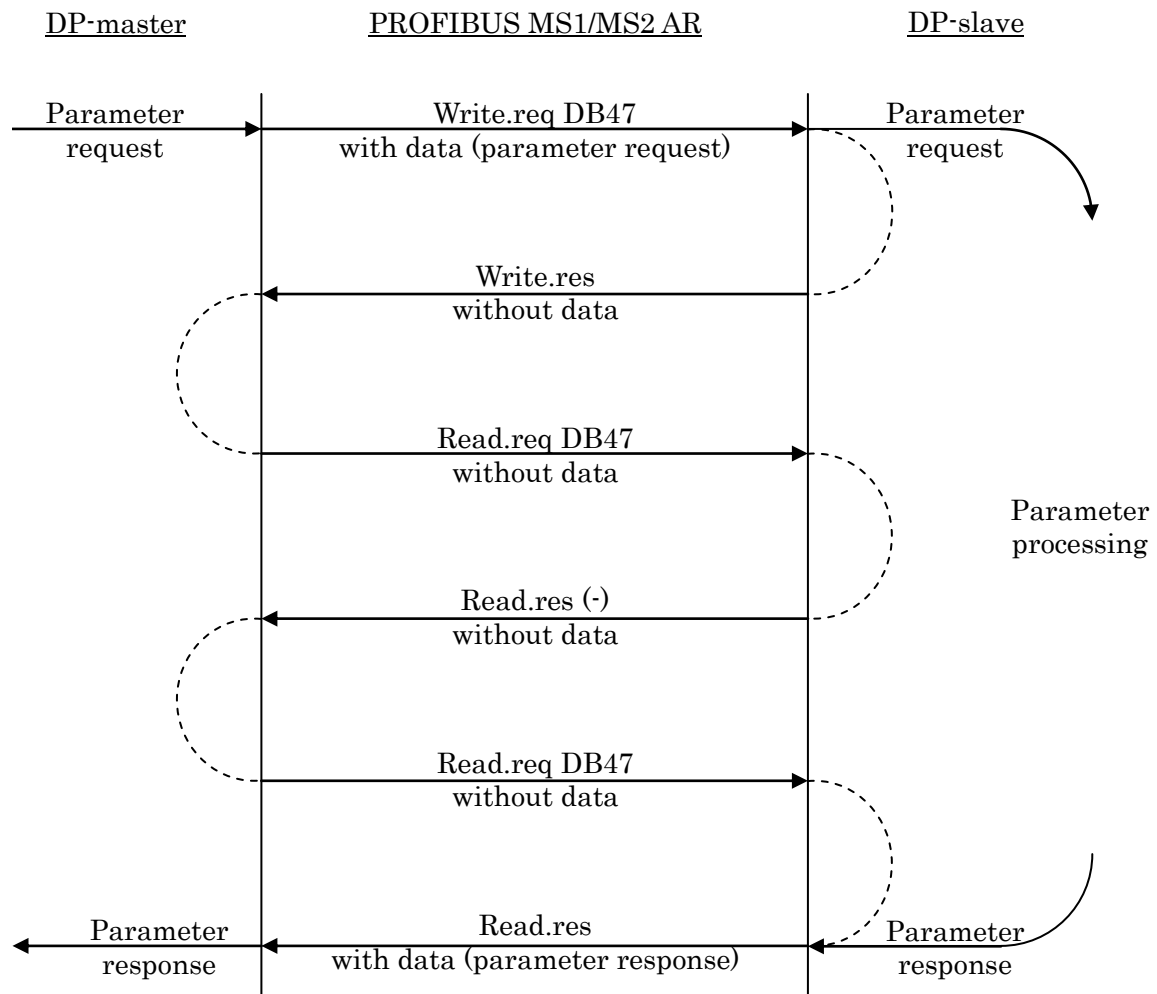 DP-master
PROFIBUS MS1/MS2 AR
DP-slave
Parameter
request
Write.req DB47
with data (parameter request)
Parameter
request
Write.res
without data
Read.req DB47
without data
Parameter
processing
Read.res (-)
without data
Read.req DB47
without data
Parameter
response
Read.res
with data (parameter response)
Parameter
response